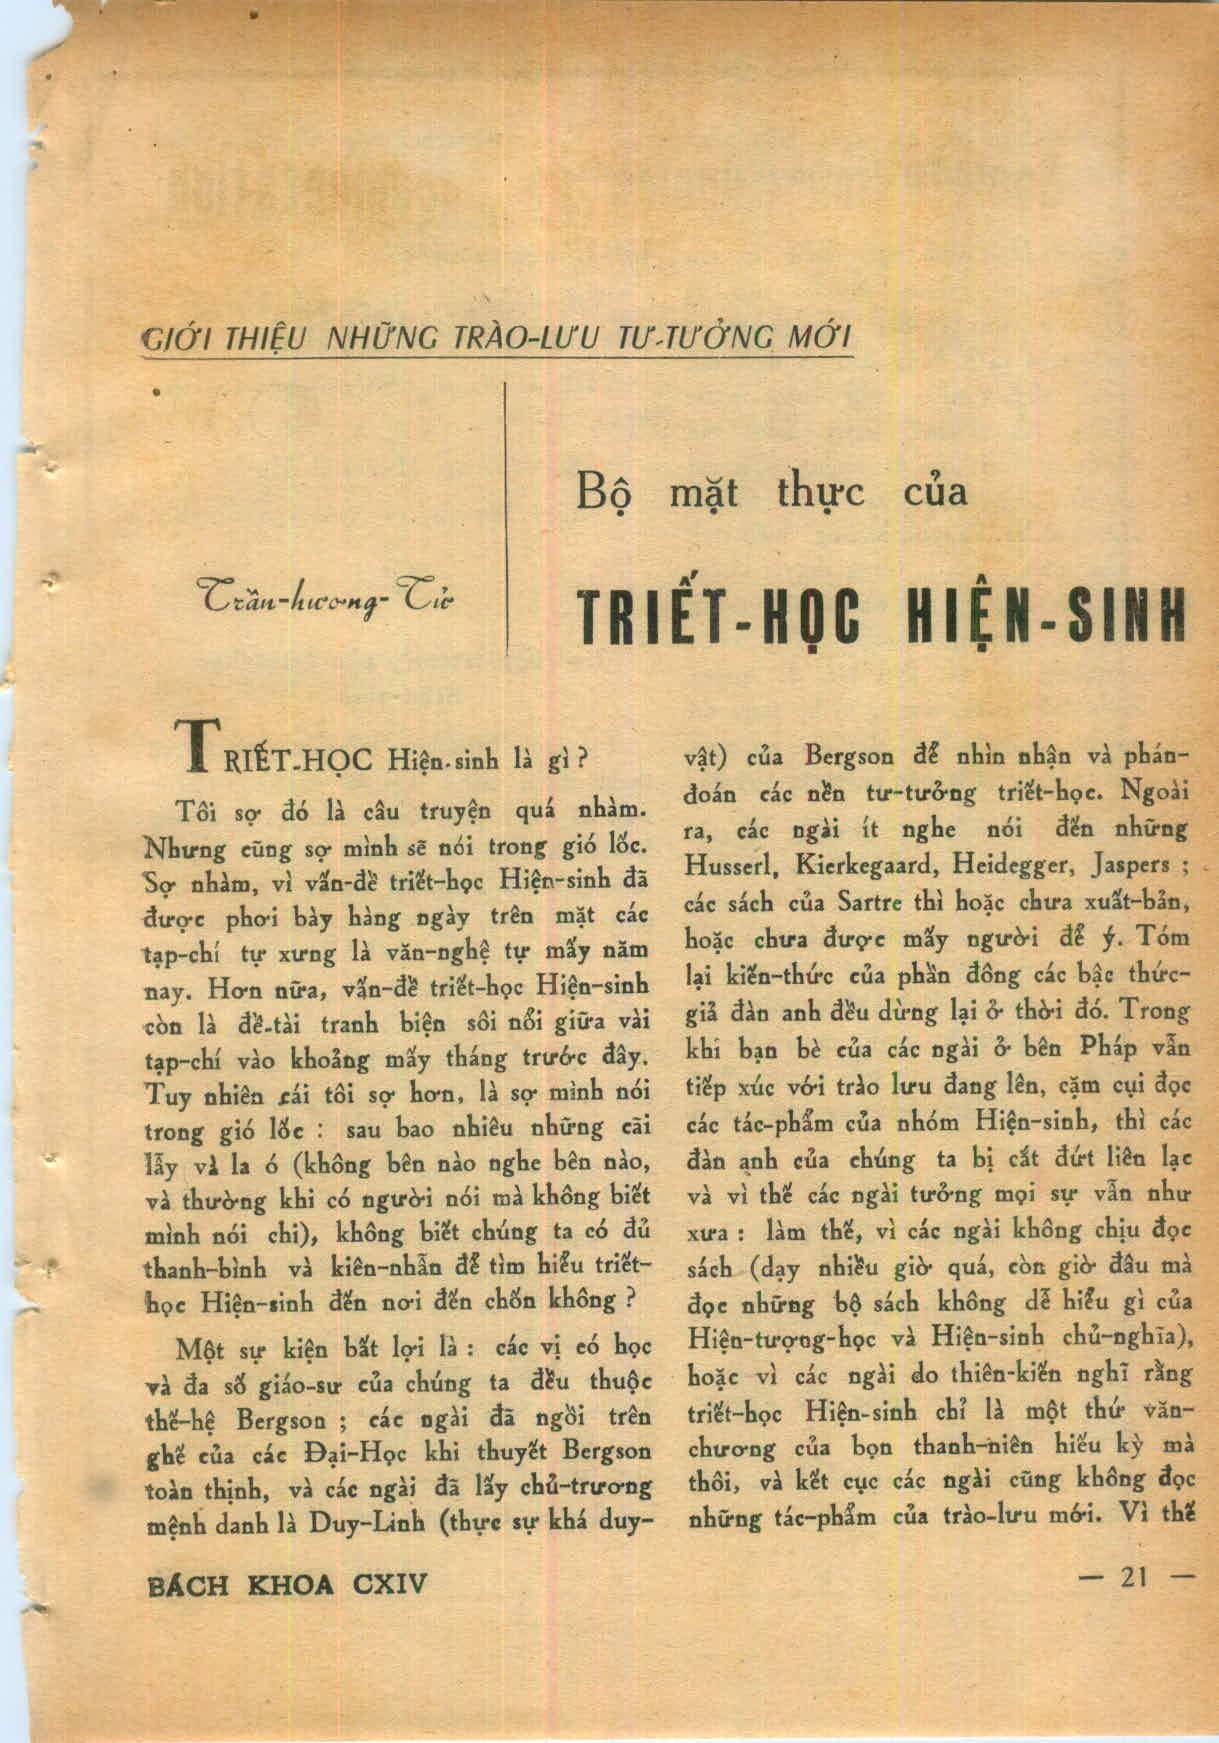 GIỚI THIỆU NHỮNG TRÀO-LƯU TƯ-TƯỞNG MỚI
Trần-hương-Tử
Bộ mặt thực của
TRIẾT-HỌC HIỆN-SINH
TRIẾT-HỌC Hiện-sinh là gì ?
Tôi sợ đó là câu truyện quá nhàm.
Nhưng cũng sợ mình sẽ nói trong gió lốc.
Sợ nhàm, vì vấn-đề triết-học Hiện-sinh đã
được phơi bày hàng ngày trên mặt các
tạp-chí tự xưng là văn-nghệ tự mấy năm
nay. Hơn nữa, vấn-đề triết-học Hiện-sinh
còn là đề-tài tranh biện sôi nổi giữa vài
tạp-chí vào khoảng mấy tháng trước đây.
Tuy nhiên cái tôi sợ hơn, là sợ mình nói
trong gió lốc : sau bao nhiêu những cãi
lẫy và la ó (không bên nào nghe bên nào,
và thường khi có người nói mà không biết
mình nói chi), không biết chúng ta có đủ
thanh-bình và kiên-nhẫn để tìm hiểu triết-
học Hiện-sinh đến nơi đến chốn không ?
Một sự kiện bất lợi là : các vị có học
và đa số giáo-sư của chúng ta đều thuộc
thế-hệ Bergson ; các ngài đã ngồi trên
ghế của các Đại-Học khi thuyết Bergson
toàn thịnh, và các ngài đã lấy chủ-trương
mệnh danh là Duy-Linh (thực sự khá duy-
vật) của Bergson để nhìn nhận và phán-
đoán các nền tư-tưởng triết-học. Ngoài
ra, các ngài ít nghe nói đến những
Husserl, Kierkegaard, Heidegger, Jaspers ;
các sách của Sartre thì hoặc chưa xuất-bản,
hoặc chưa được mấy người để ý. Tóm
lại kiến-thức của phần đông các bậc thức-
giả đàn anh đều dừng lại ở thời đó. Trong
khi bạn bè của các ngài ở bên Pháp vẫn
tiếp xúc với trào lưu đang lên, cặm cụi đọc
các tác-phẩm của nhóm Hiện-sinh, thì các
đàn anh của chúng ta bị cắt đứt liên lạc
và vì thế các ngài tưởng mọi sự vẫn như
xưa : làm thế, vì các ngài không chịu đọc
sách (dạy nhiều giờ quá, còn giờ đâu mà
đọc những bộ sách không dễ hiểu gì của
Hiện-tượng-học và Hiện-sinh chủ-nghĩa),
hoặc vì các ngài do thiên-kiến nghĩ rằng
triết-học Hiện-sinh chỉ là một thứ văn-
chương của bọn thanh-niên hiếu kỳ mà
thôi, và kết cục các ngài cũng không đọc
những tác-phẩm của trào-lưu mới. Vì thế
BÁCH KHOA CXIV
— 21 —